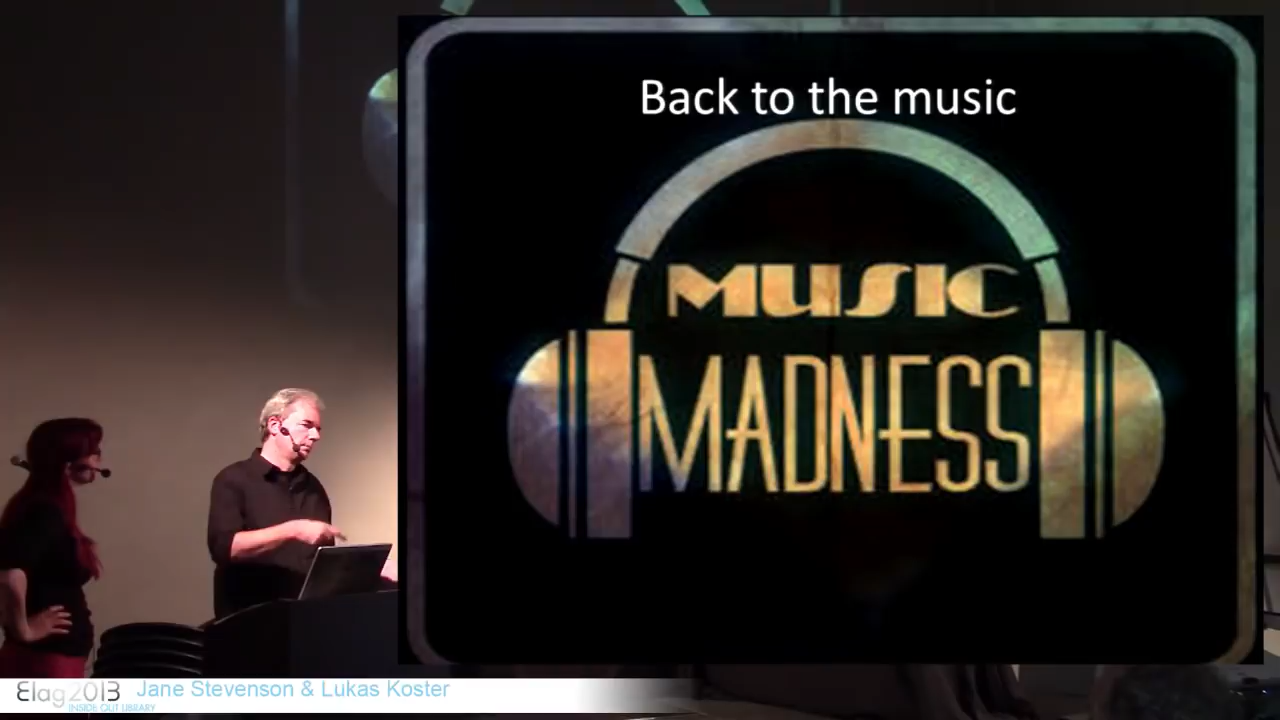 Back to the music
MUSIC
MADNESS
Elag2013 Jane Stevenson & Lukas Koster
INSIDE OUT LIBRARY